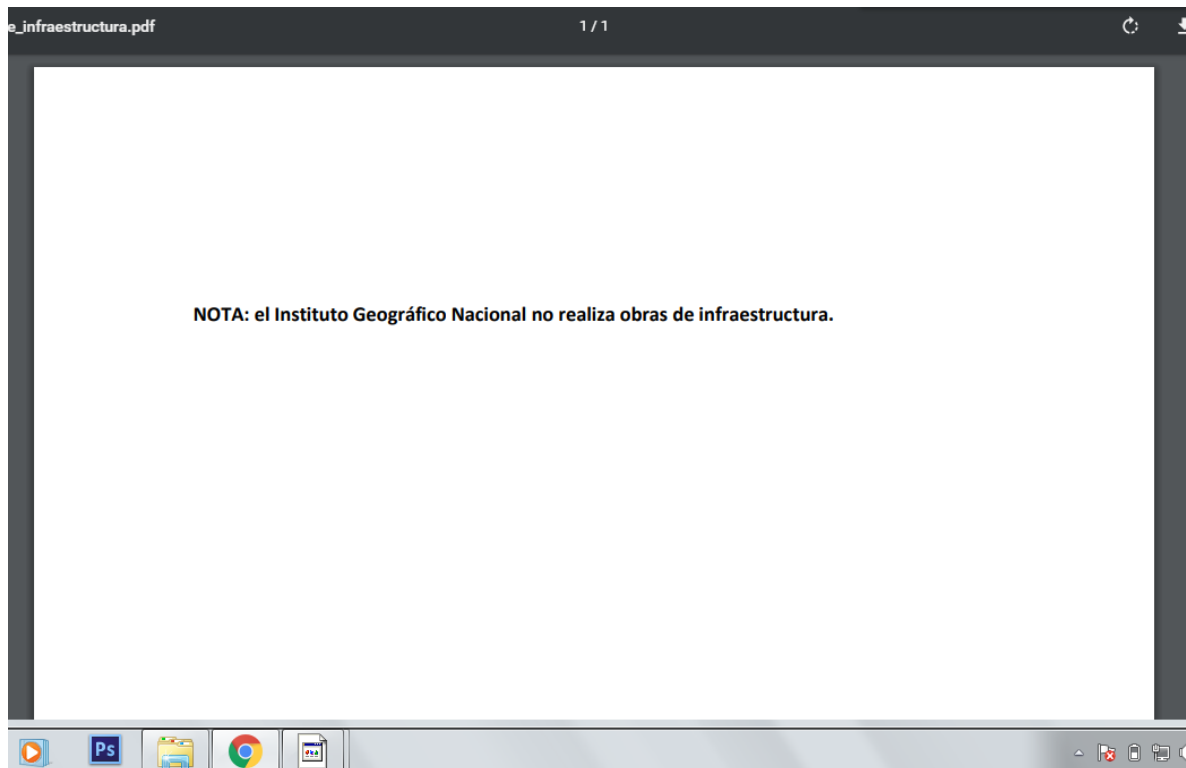 e_infraestructura.pdf
1 / 1
NOTA: el Instituto Geográfico Nacional no realiza obras de infraestructura.
Ps